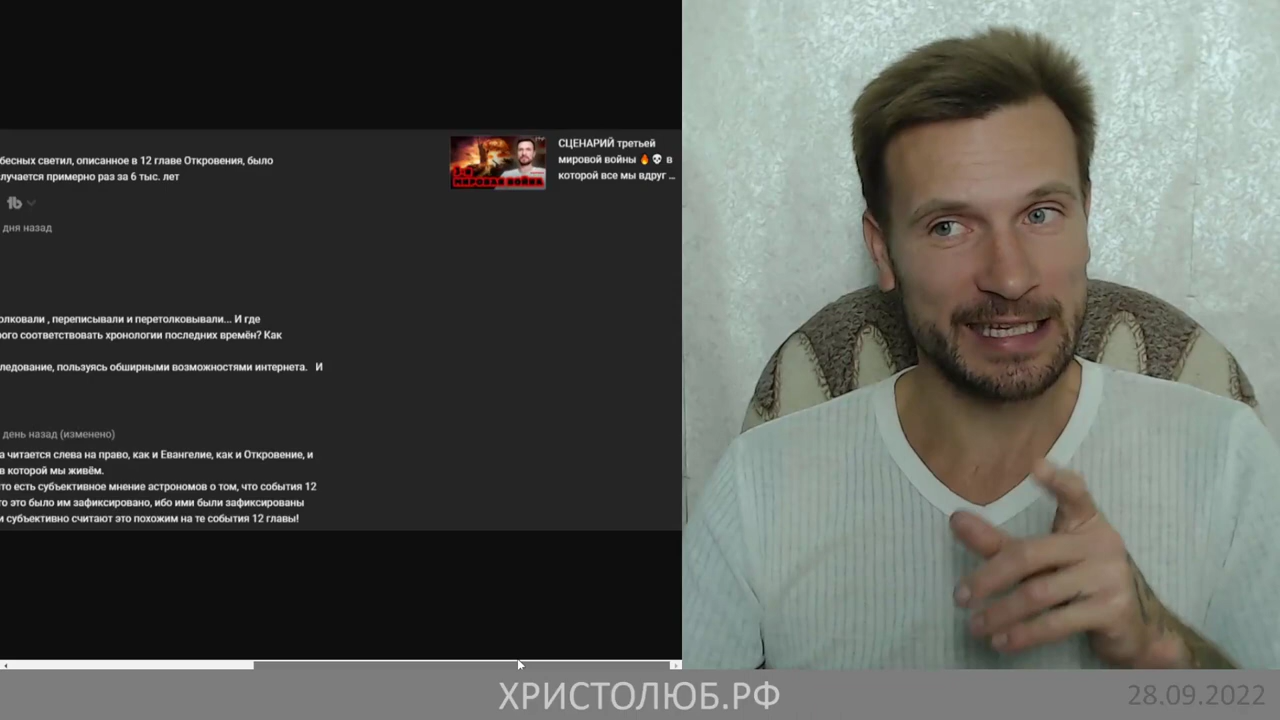 бесных светил, описанное в 12 главе Откровения, было
лучается примерно раз за 6 тыс. лет
дня назад
СЦЕНАРИЙ третьей
мировой войны 🔥💀 в
которой все мы вдруг ...
МИРОВАЯ ВОЙНА
олковали , переписывали и перетолковывали... И где
рого соответствовать хронологии последних времён? Как
ледование, пользуясь обширными возможностями интернета. И
день назад (изменено)
а читается слева на право, как и Евангелие, как и Откровение, и
в которой мы живём.
то есть субъективное мнение астрономов о том, что события 12
то это было им зафиксировано, ибо ими были зафиксированы
и субъективно считают это похожим на те события 12 главы!
ХРИСТОЛЮБ.РФ
28.09.2022